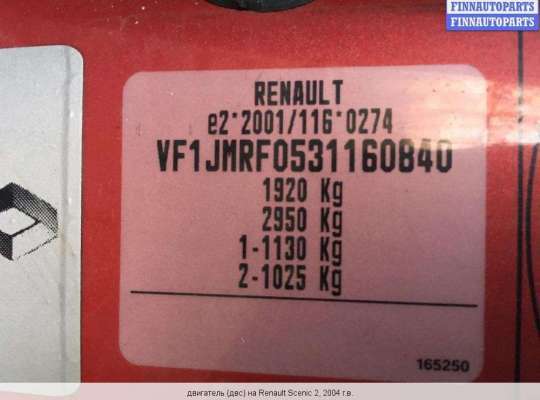 FINNAUTOPARTS
FINNAUTOPARTS
RENAULT
e2*2001/116*0274
VF1JMRF0531160840
1920 Kg
2950 Kg
1-1130 Kg
2-1025 Kg
165250
двигатель (двс) на Renault Scenic 2, 2004 г.в.